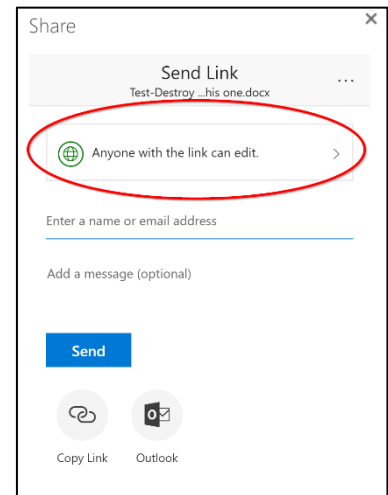 Share
Send Link
Test-Destroy ...his one.docx
Anyone with the link can edit.
Enter a name or email address
Add a message (optional)
Send
Copy Link Outlook